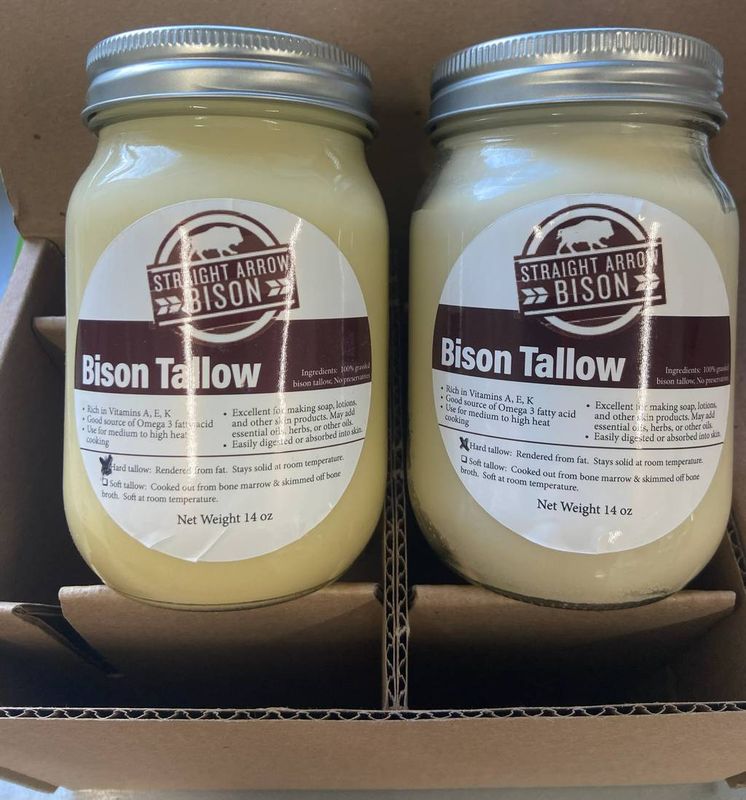 STRAIGHT ARROW
BISON
Bison Tallow
Ingredients: 100%
bison tallow, No preservatives
• Rich in Vitamins A, E, K
• Good source of Omega 3 fatty acid
• Use for medium to high heat
cooking
• Excellent for making soap, lotions,
and other skin products. May add
essential oils, herbs, or other oils.
• Easily digested or absorbed into skin.
Hard tallow: Rendered from fat. Stays solid at room temperature.
Soft tallow: Cooked out from bone marrow & skimmed off bone
broth. Soft at room temperature.
Net Weight 14 oz
STRAIGHT ARROW
BISON
Bison Tallow
Ingredients: 100%
bison tallow, No
• Rich in Vitamins A, E, K
• Good source of Omega 3 fatty acid
• Use for medium to high heat
cooking
• Excellent for making soap, lotions,
and other skin products. May add
essential oils, herbs, or other oils.
• Easily digested or absorbed into skin.
Hard tallow: Rendered from fat. Stays solid at room temperature.
Soft tallow: Cooked out from bone marrow & skimmed off bone
broth. Soft at room temperature.
Net Weight 14 oz